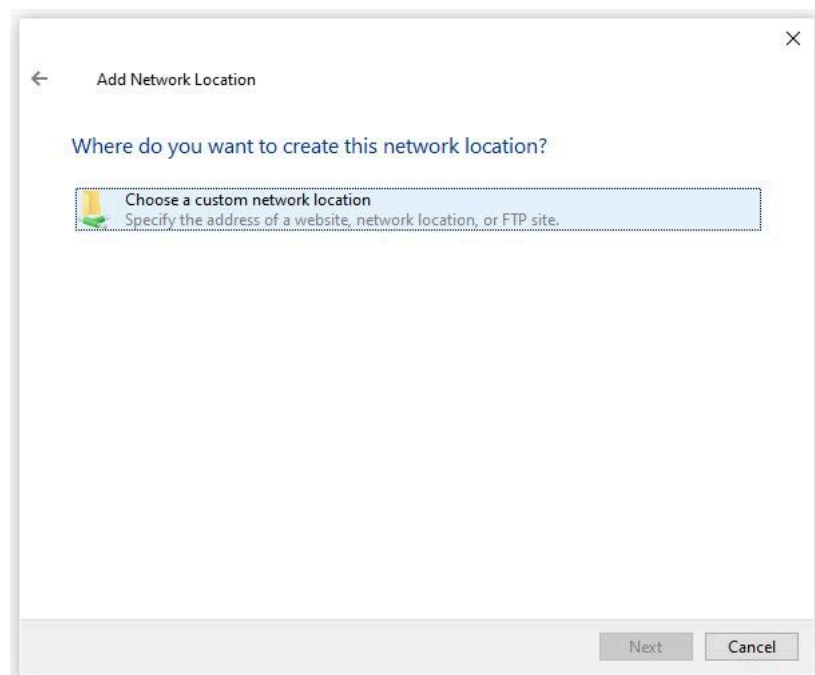 Add Network Location
Where do you want to create this network location?
Choose a custom network location
Specify the address of a website, network location, or FTP site.
Next
Cancel